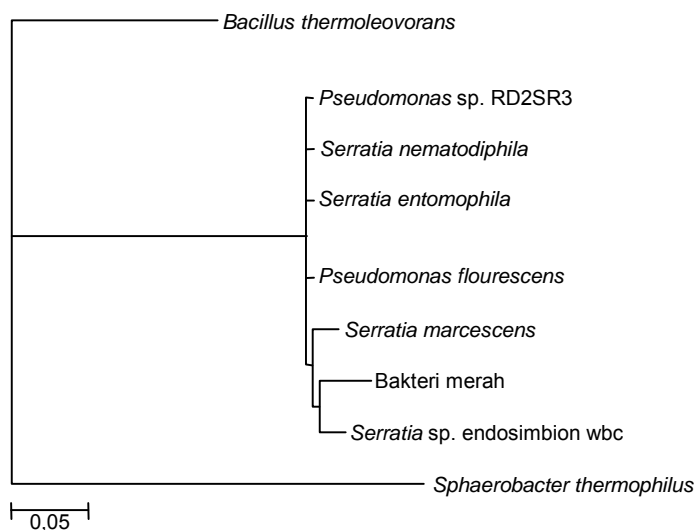 Bacillus thermoleovorans
Pseudomonas sp. RD2SR3
Serratia nematodiphila
Serratia entomophila
Pseudomonas flourescens
Serratia marcescens
Bakteri merah
Serratia sp. endosimbion wbc
Sphaerobacter thermophilus
0,05